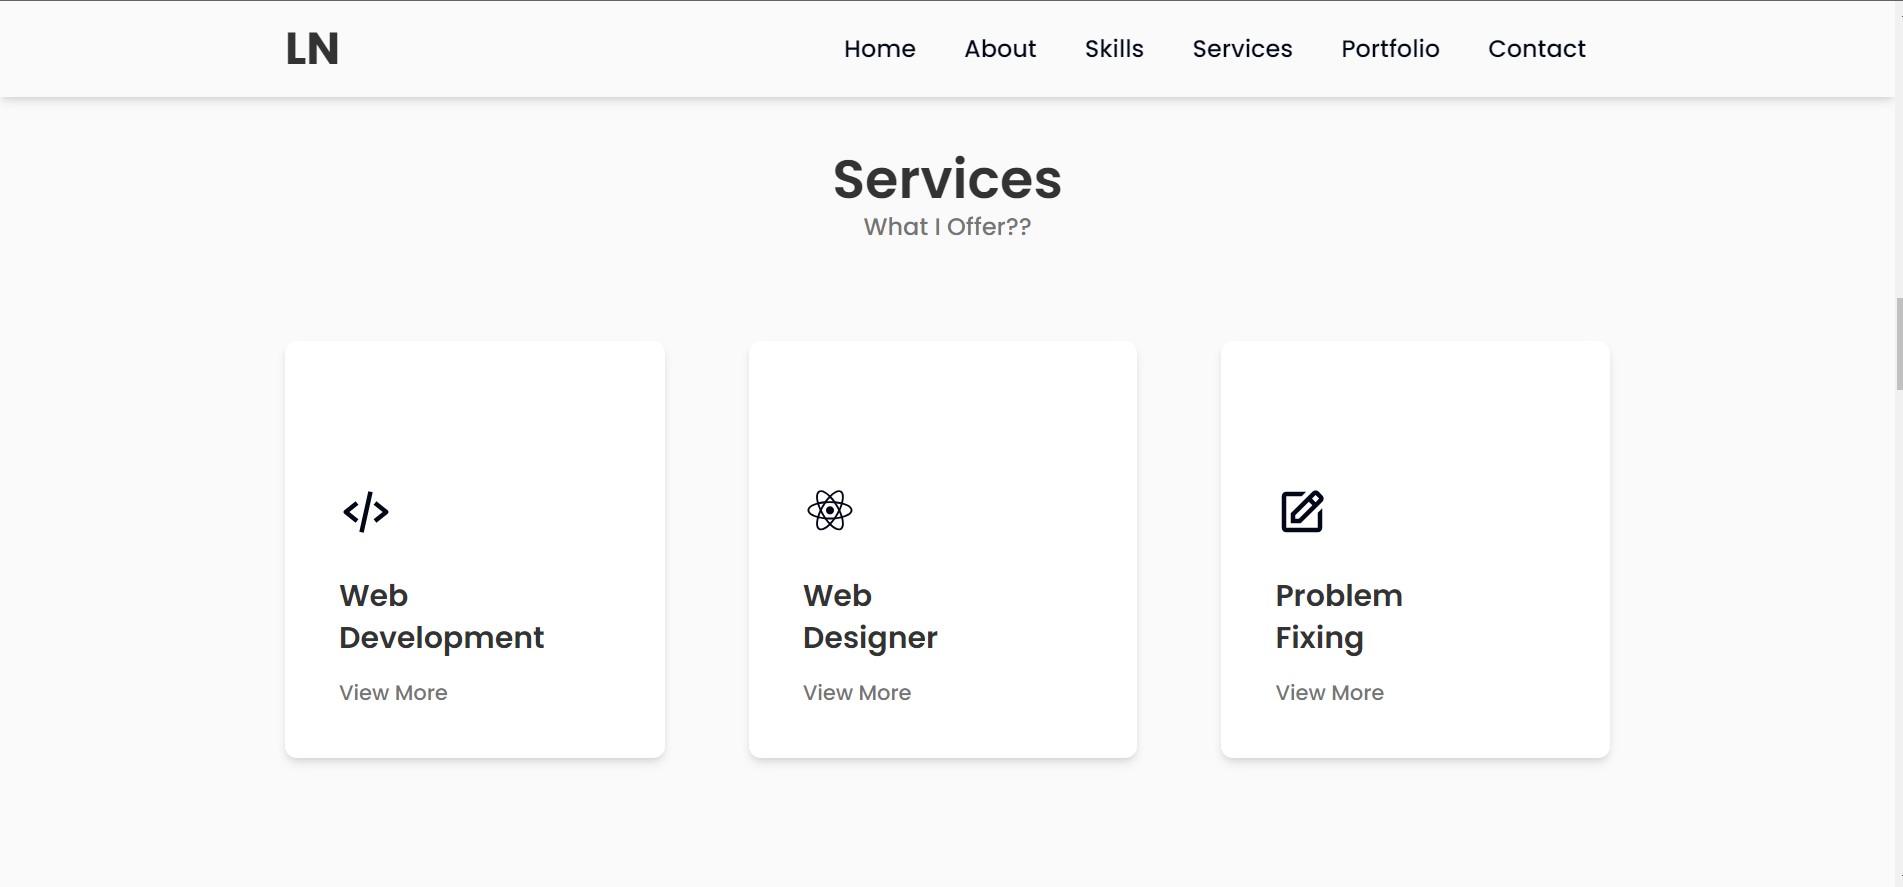 LN
Home About Skills Services Portfolio Contact
Services
What I Offer??
Web
Development
View More
Web
Designer
View More
Problem
Fixing
View More